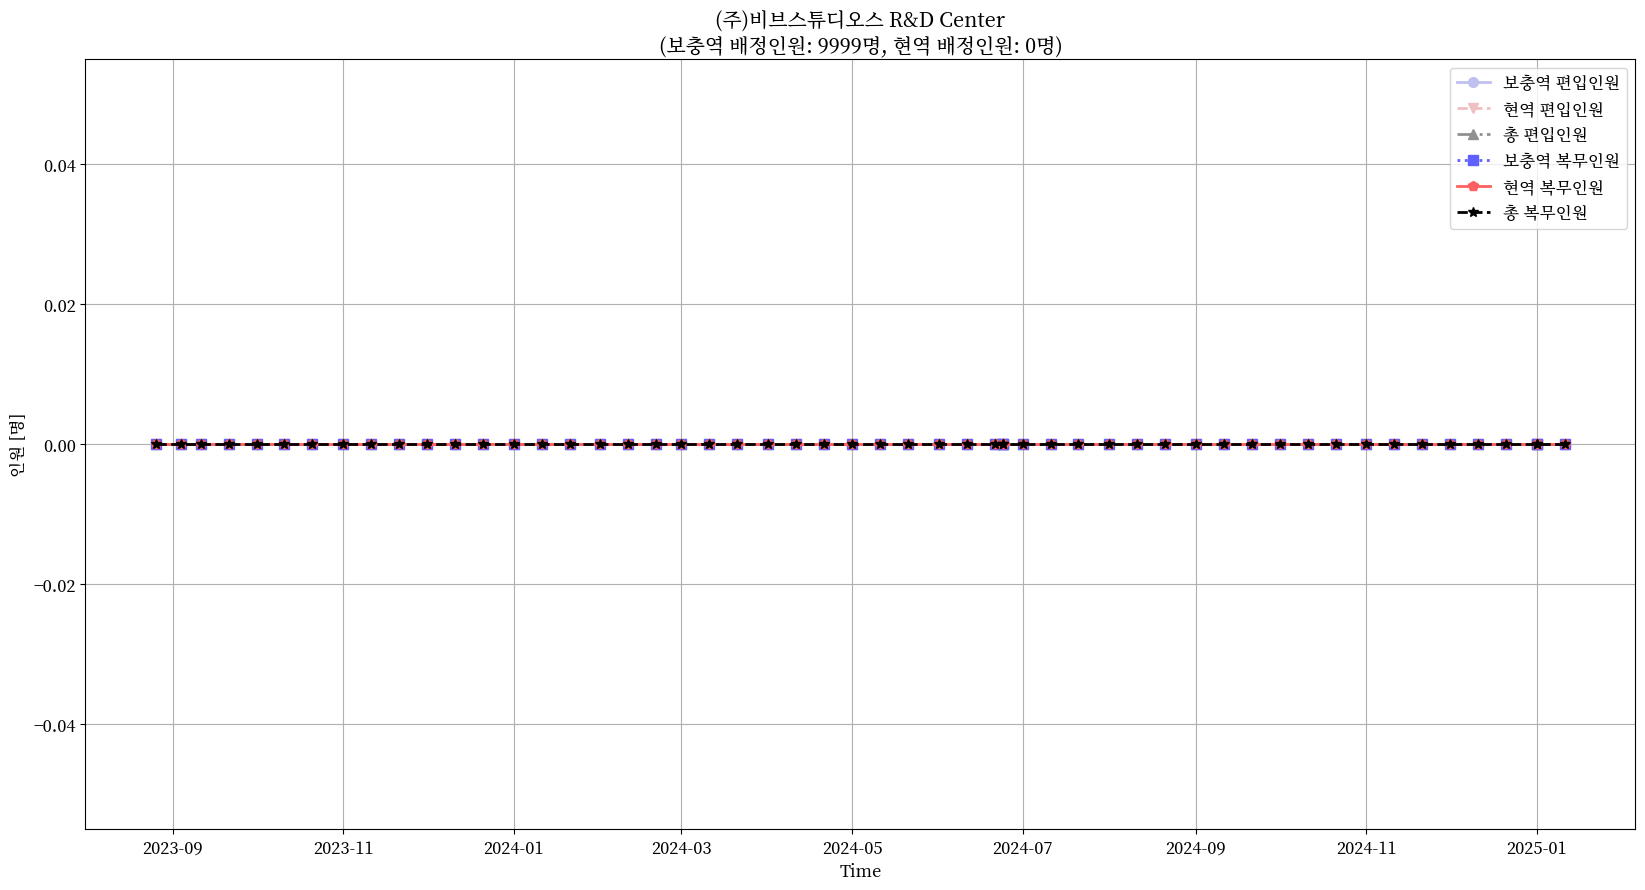 (주)비브스튜디오스 R&D Center
(보충역 배정인원: 9999명, 현역 배정인원: 0명)
보충역 편입인원
현역 편입인원
총 편입인원
보충역 복무인원
현역 복무인원
총 복무인원
인원 [명]
0.04
0.02
0.00
−0.02
−0.04
2023-09
2023-11
2024-01
2024-03
2024-05
2024-07
2024-09
2024-11
2025-01
Time